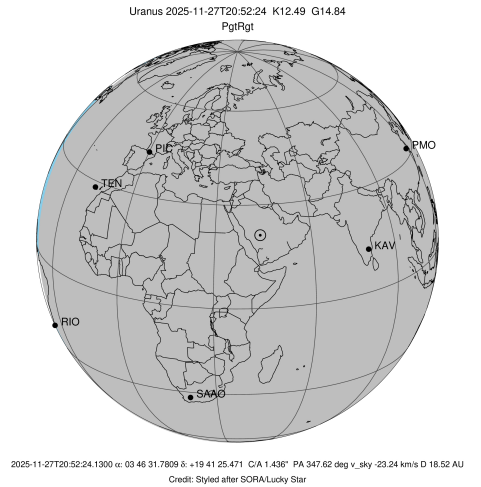 Uranus 2025-11-27T20:52:24 K12.49 G14.84
PgtRgt
PIC
PMO
TEN
KAV
RIO
SAAO
2025-11-27T20:52:24.1300 α: 03 46 31.7809 δ: +19 41 25.471 C/A 1.436" PA 347.62 deg v_sky -23.24 km/s D 18.52 AU
Credit: Styled after SORA/Lucky Star